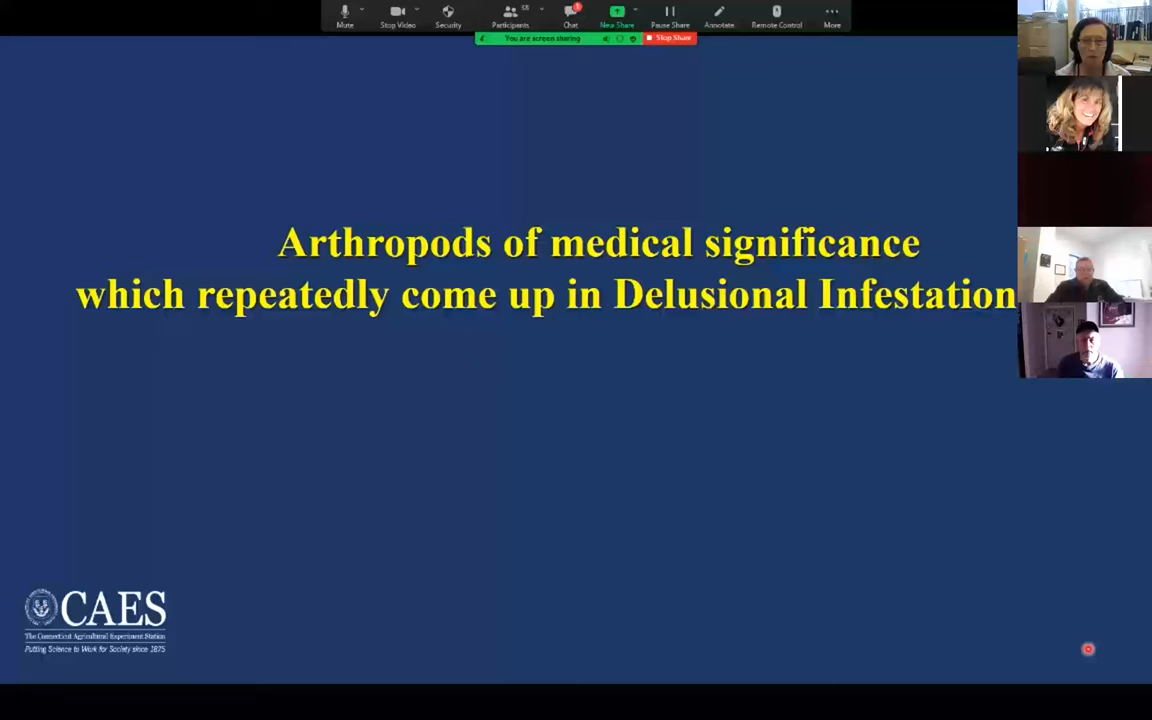 68
1
Mute
Stop Video
Security
Participants
Chat
New Share
Pause Share
Annotate
Remote Control
More
You are screen sharing
Stop Share
Arthropods of medical significance
which repeatedly come up in Delusional Infestation
CAES
The Connecticut Agricultural Experiment Station
Putting Science to Work for Society since 1875